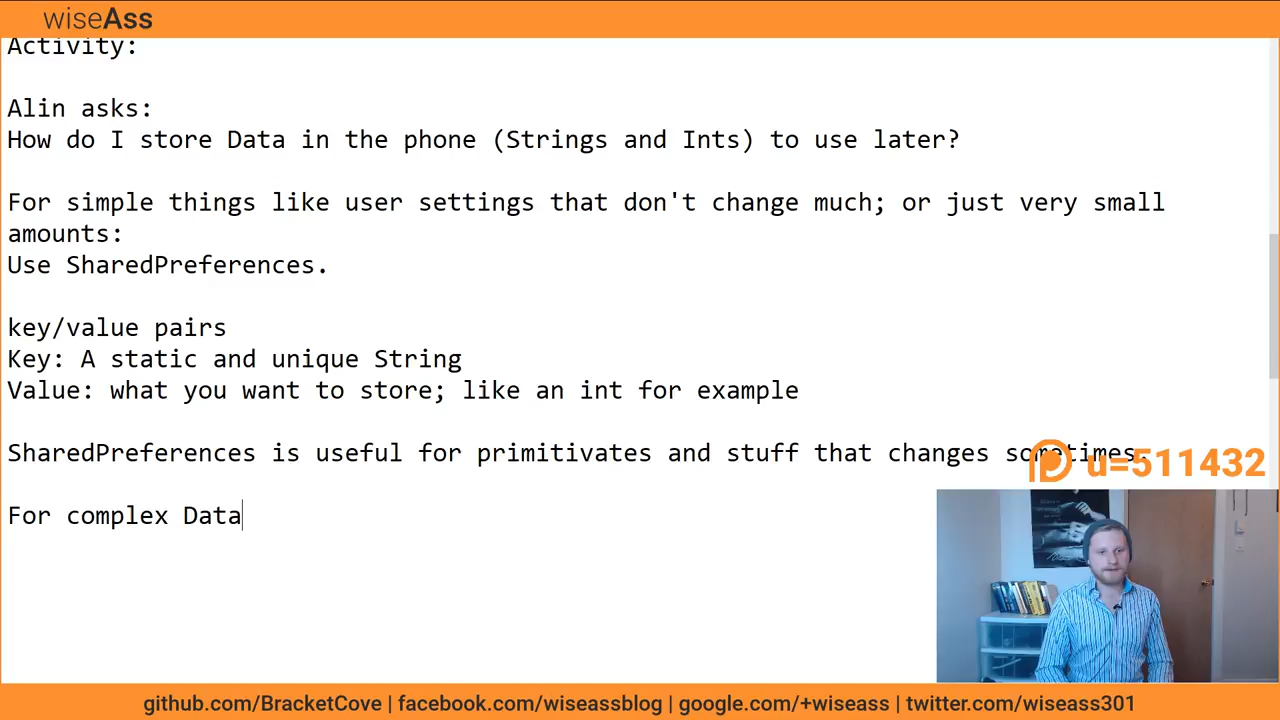 wiseAss
Activity:
Alin asks:
How do I store Data in the phone (Strings and Ints) to use later?
For simple things like user settings that don't change much; or just very small
amounts:
Use SharedPreferences.
key/value pairs
Key: A static and unique String
Value: what you want to store; like an int for example
SharedPreferences is useful for primitivates and stuff that changes sometimes.
u=511432
For complex Data
github.com/BracketCove | facebook.com/wiseassblog | google.com/+wiseass | twitter.com/wiseass301